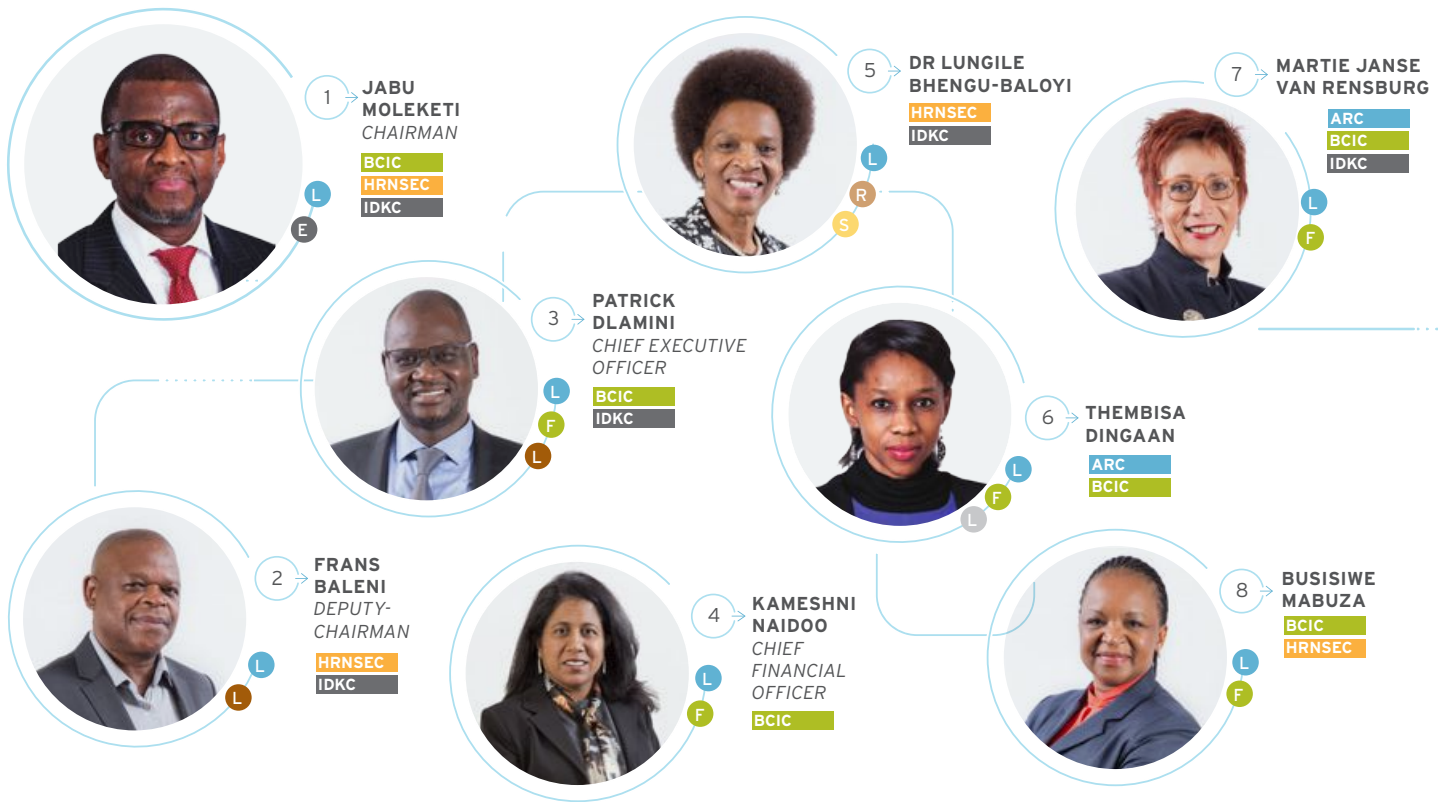 1
JABU
MOLEKETI
CHAIRMAN
BCIC
HRNSEC
IDKC
L
E
2
FRANS
BALENI
DEPUTY-
CHAIRMAN
HRNSEC
IDKC
L
L
3
PATRICK
DLAMINI
CHIEF EXECUTIVE
OFFICER
BCIC
IDKC
L
F
L
4
KAMESHNI
NAIDOO
CHIEF
FINANCIAL
OFFICER
BCIC
L
F
5
DR LUNGILE
BHENGU-BALOYI
HRNSEC
IDKC
L
R
S
6
THEMBISA
DINGAAN
ARC
BCIC
L
F
L
7
MARTIE JANSE
VAN RENSBURG
ARC
BCIC
IDKC
L
F
8
BUSISIWE
MABUZA
BCIC
HRNSEC
L
F